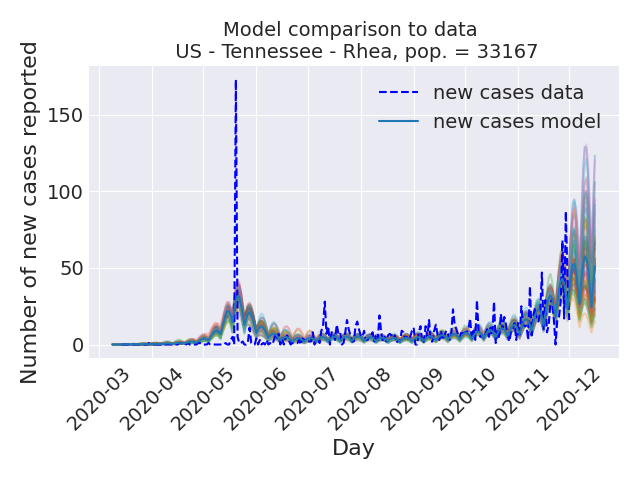 Model comparison to data
US - Tennessee - Rhea, pop. = 33167
Number of new cases reported
150
100
50
0
new cases data
new cases model
2020-03
2020-04
2020-05
2020-06
2020-07
2020-08
2020-09
2020-10
2020-11
2020-12
Day